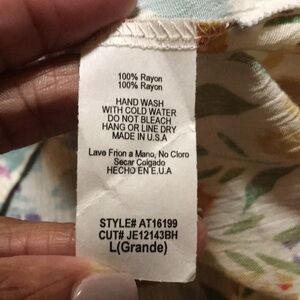 100% Rayon
100% Rayon
HAND WASH
WITH COLD WATER
DO NOT BLEACH
HANG OR LINE DRY
MADE IN U.S.A
Lave Frion a Mano, No Cloro
Secar Colgado
HECHO EN E.U.A
STYLE# AT16199
CUT# JE12143BH
L(Grande)